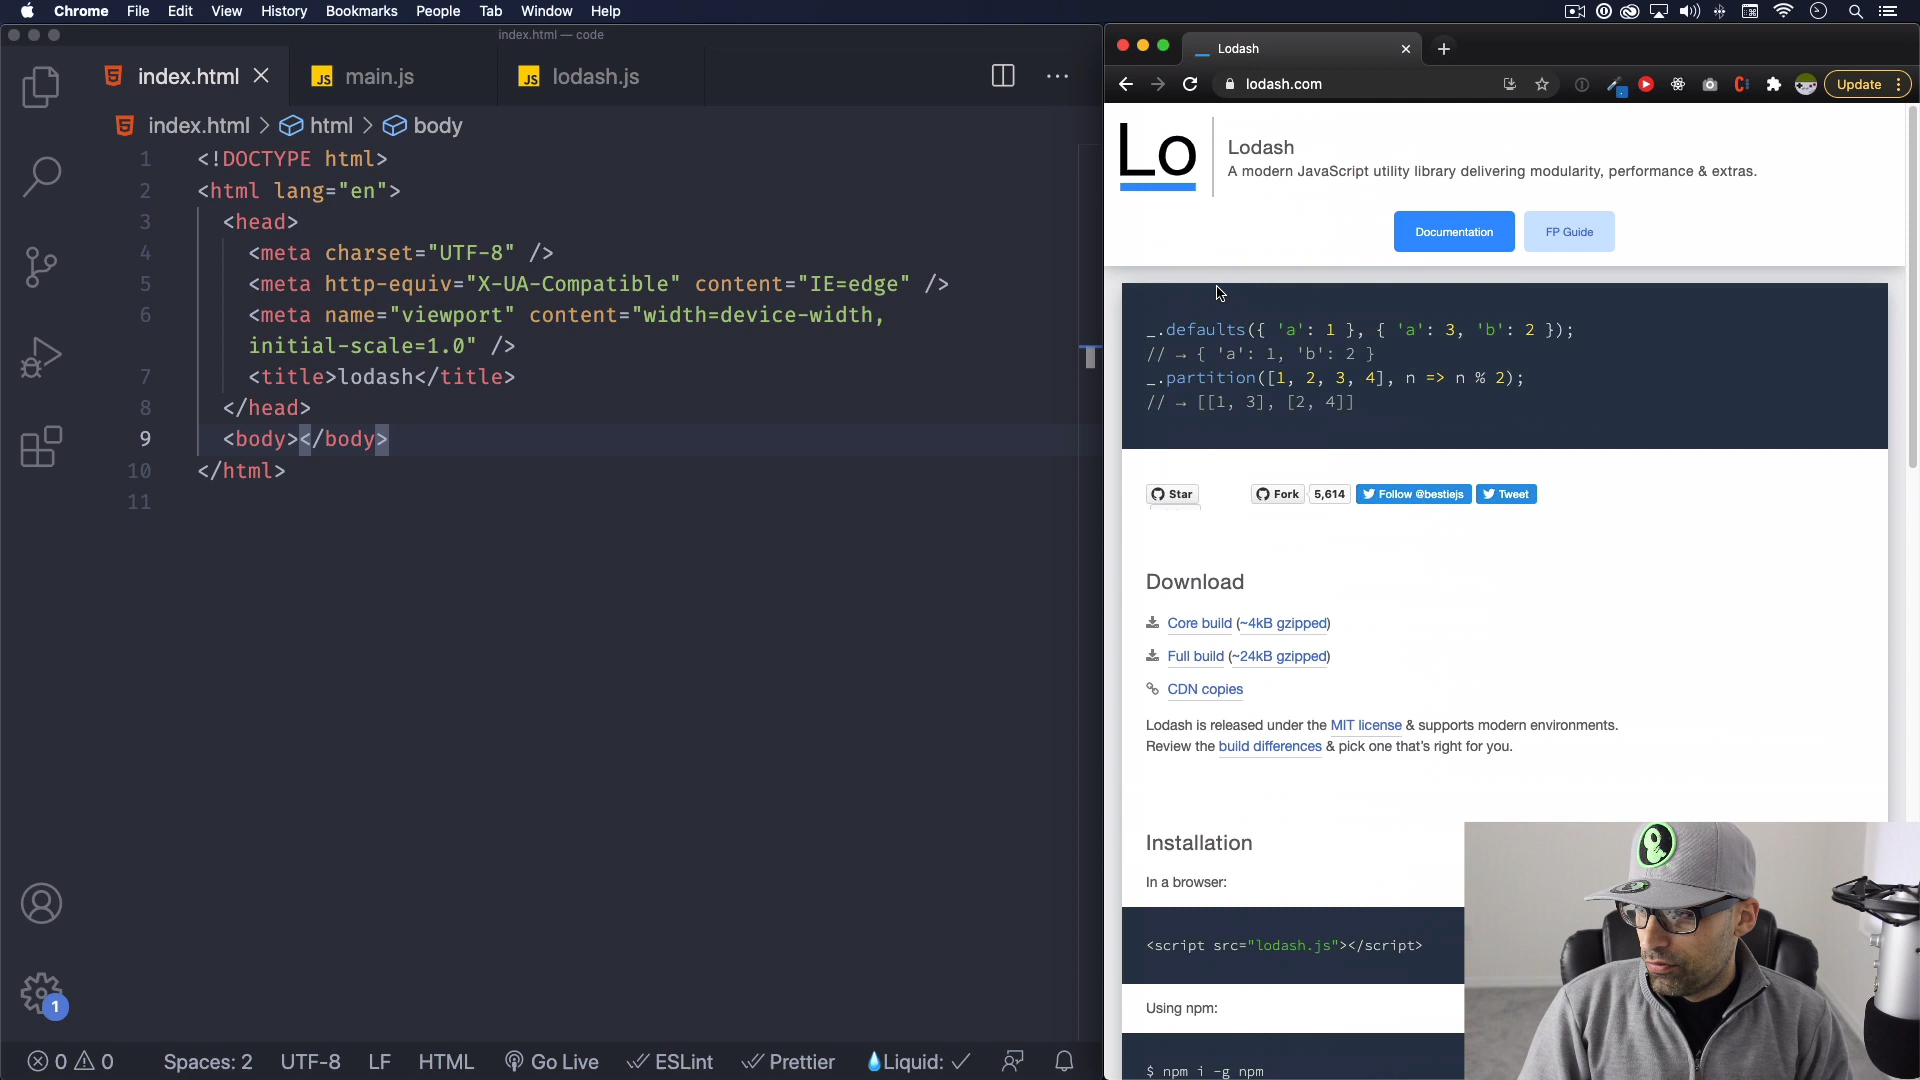 Chrome File Edit View History Bookmarks People Tab Window Help
index.html — code
index.html
JS main.js
JS lodash.js
index.html > html > body
1 <!DOCTYPE html>
2 <html lang="en">
3 <head>
4 <meta charset="UTF-8" />
5 <meta http-equiv="X-UA-Compatible" content="IE=edge" />
6 <meta name="viewport" content="width=device-width,
initial-scale=1.0" />
7 <title>lodash</title>
8 </head>
9 <body></body>
10 </html>
11
1
0 0 Spaces: 2 UTF-8 LF HTML Go Live ESLint Prettier Liquid:
Lodash
lodash.com
Update
Lo
Lodash
A modern JavaScript utility library delivering modularity, performance & extras.
Documentation FP Guide
_.defaults({ 'a': 1 }, { 'a': 3, 'b': 2 });
// → { 'a': 1, 'b': 2 }
_.partition([1, 2, 3, 4], n => n % 2);
// → [[1, 3], [2, 4]]
Star Fork 5,614 Follow @bestiejs Tweet
Download
Core build (~4kB gzipped)
Full build (~24kB gzipped)
CDN copies
Lodash is released under the MIT license & supports modern environments.
Review the build differences & pick one that's right for you.
Installation
In a browser:
<script src="lodash.js"></script>
Using npm:
$ npm i -g npm